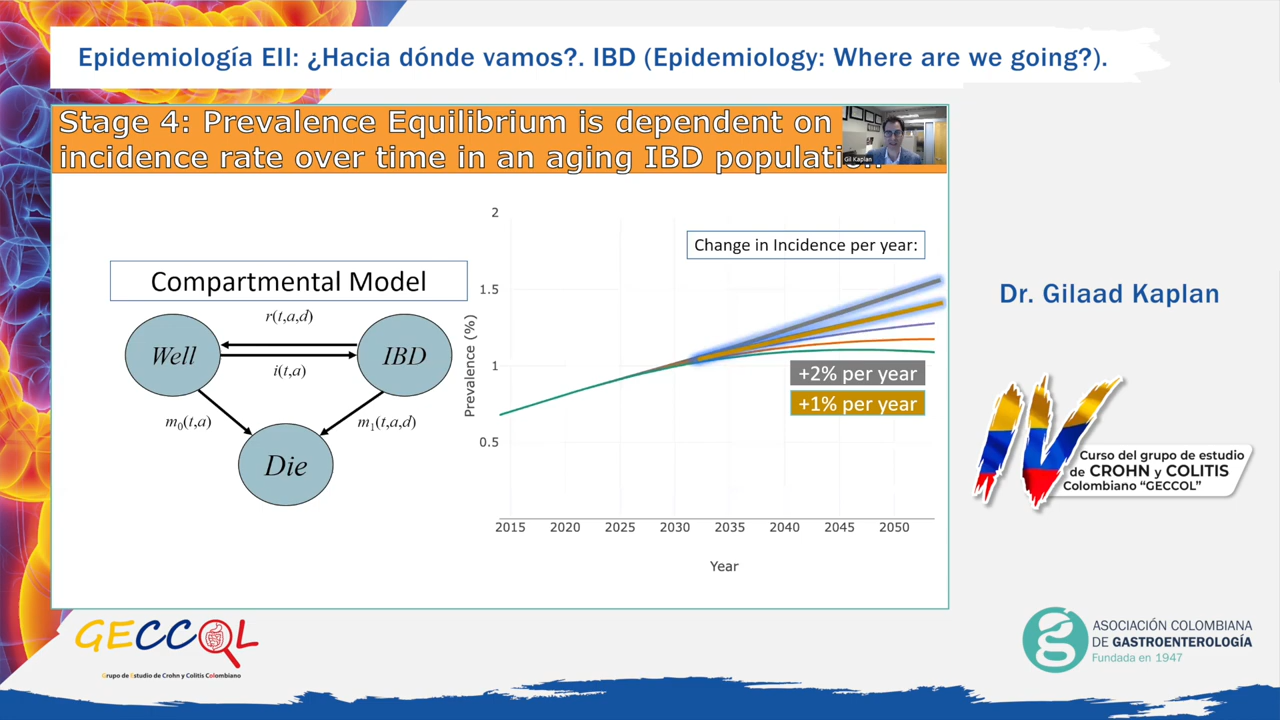 Epidemiología EII: ¿Hacia dónde vamos?. IBD (Epidemiology: Where are we going?).
Stage 4: Prevalence Equilibrium is dependent on
incidence rate over time in an aging IBD population
Gil Kaplan
Compartmental Model
r(t,a,d)
Well
IBD
i(t,a)
m0(t,a)
m1(t,a,d)
Die
2
1.5
1
0.5
Prevalence (%)
Change in Incidence per year:
+2% per year
+1% per year
2015 2020 2025 2030 2035 2040 2045 2050
Year
Dr. Gilaad Kaplan
IV
Curso del grupo de estudio
de CROHN y COLITIS
Colombiano “GECCOL”
GECCOL
Grupo de Estudio de Crohn y Colitis Colombiano
ASOCIACIÓN COLOMBIANA
DE GASTROENTEROLOGÍA
Fundada en 1947